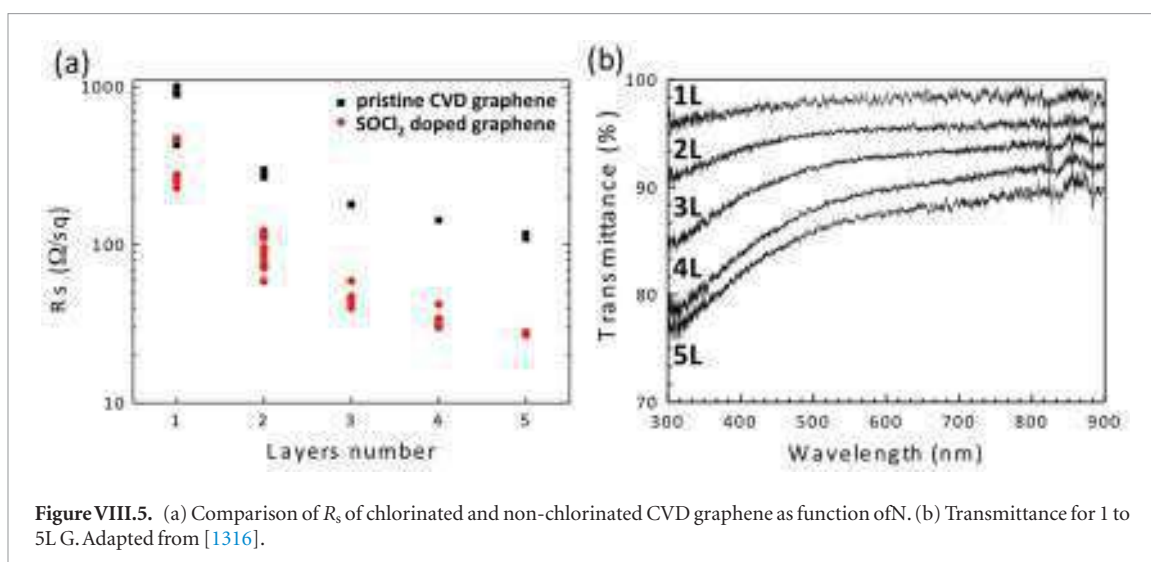 (a)
1000
100
10
Rs (Ω/sq)
pristine CVD graphene
SOCl₂ doped graphene
1 2 3 4 5
Layers number
(b)
100
90
80
70
Transmittance (%)
1L
2L
3L
4L
5L
300 400 500 600 700 800 900
Wavelength (nm)
Figure VIII.5. (a) Comparison of Rₛ of chlorinated and non-chlorinated CVD graphene as function ofN. (b) Transmittance for 1 to
5L G. Adapted from [1316].